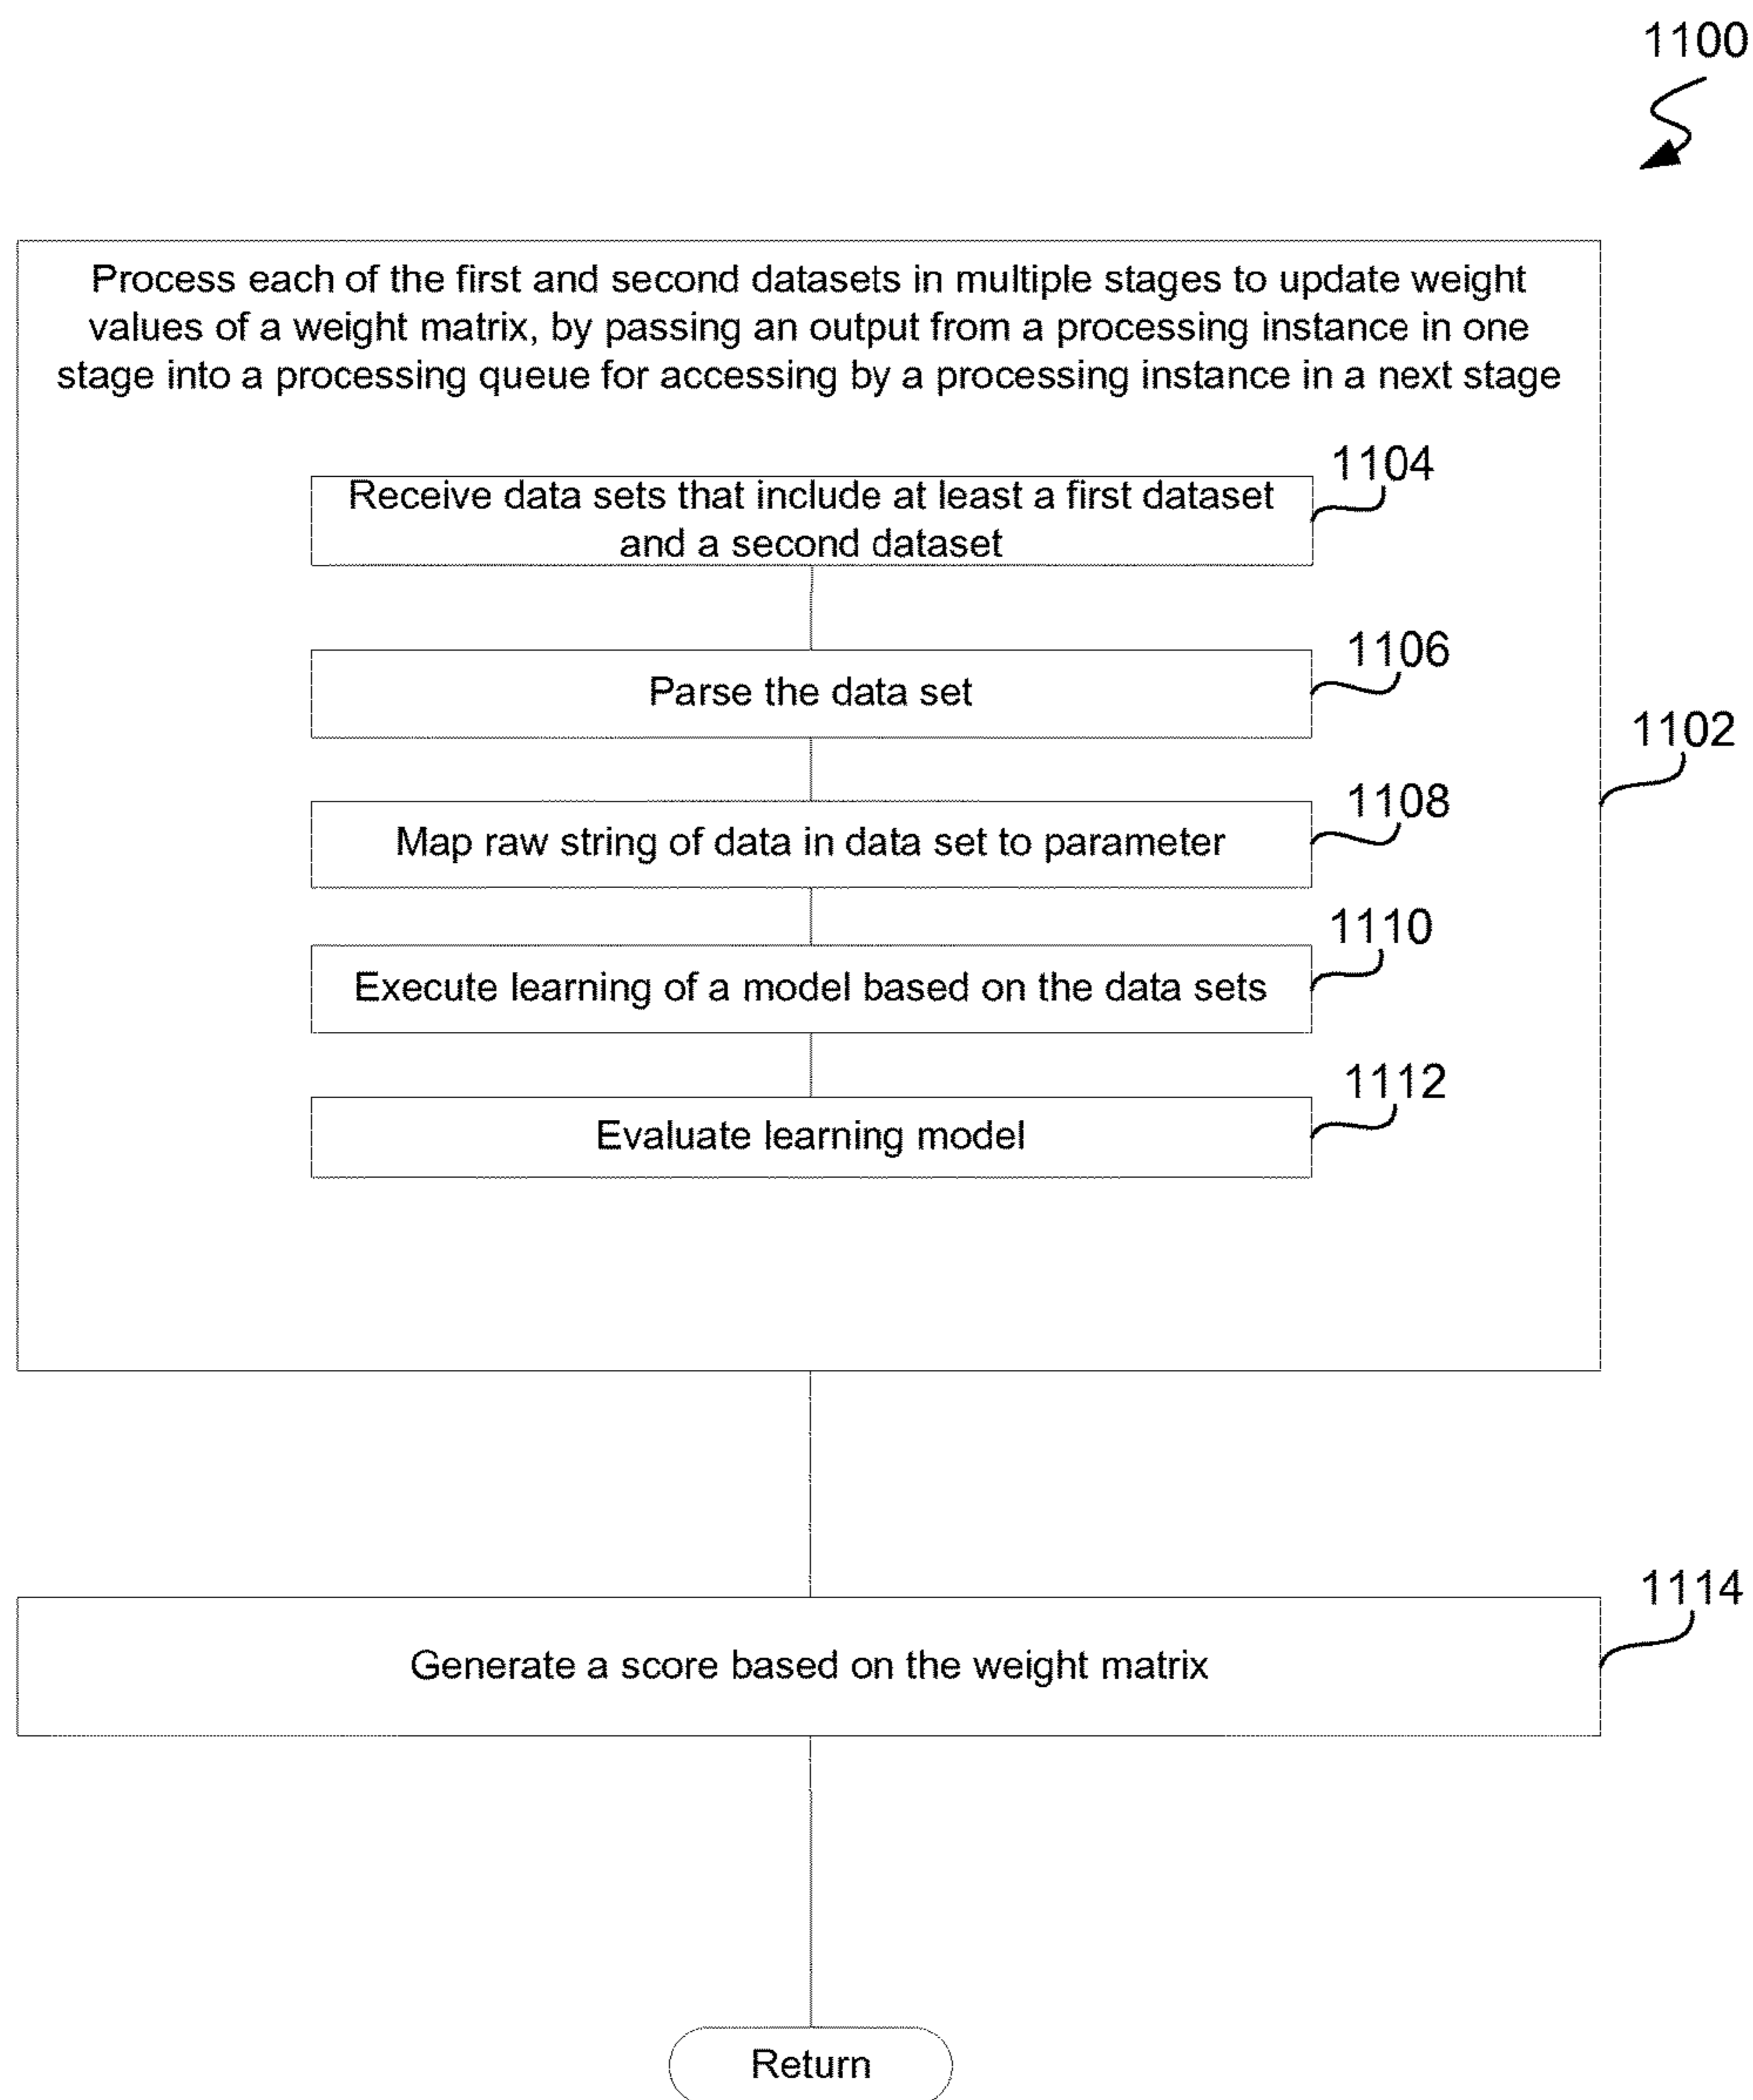 1100
Process each of the first and second datasets in multiple stages to update weight
values of a weight matrix, by passing an output from a processing instance in one
stage into a processing queue for accessing by a processing instance in a next stage
1104
Receive data sets that include at least a first dataset
and a second dataset
1106
Parse the data set
1102
1108
Map raw string of data in data set to parameter
1110
Execute learning of a model based on the data sets
1112
Evaluate learning model
1114
Generate a score based on the weight matrix
Return